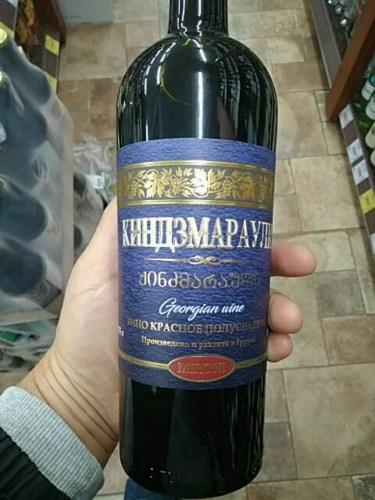 КИНДЗМАРАУЛИ
ქინძმარაული
Georgian wine
ВИНО КРАСНОЕ ПОЛУСЛАДКОЕ
Произведено и разлито в Грузии